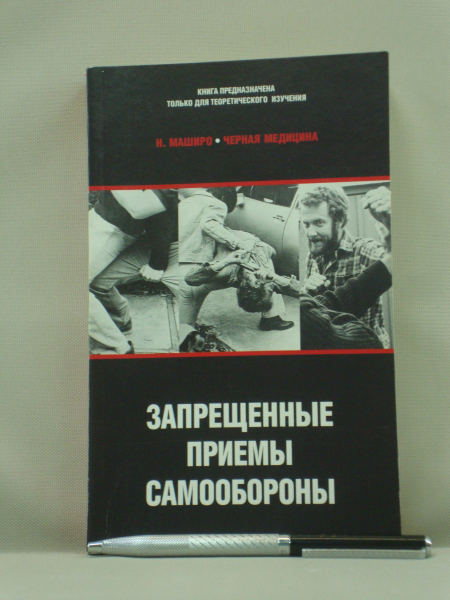 КНИГА ПРЕДНАЗНАЧЕНА
ТОЛЬКО ДЛЯ ТЕОРЕТИЧЕСКОГО ИЗУЧЕНИЯ
Н. МАШИРО • ЧЕРНАЯ МЕДИЦИНА
ЗАПРЕЩЕННЫЕ
ПРИЕМЫ
САМООБОРОНЫ